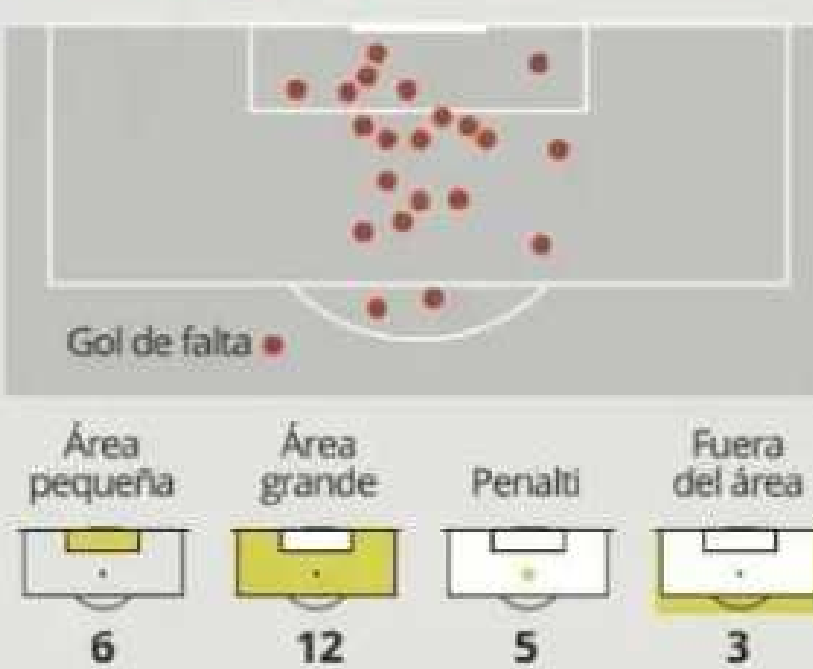 Gol de falta
Área pequeña
Área grande
Penalti
Fuera del área
6
12
5
3